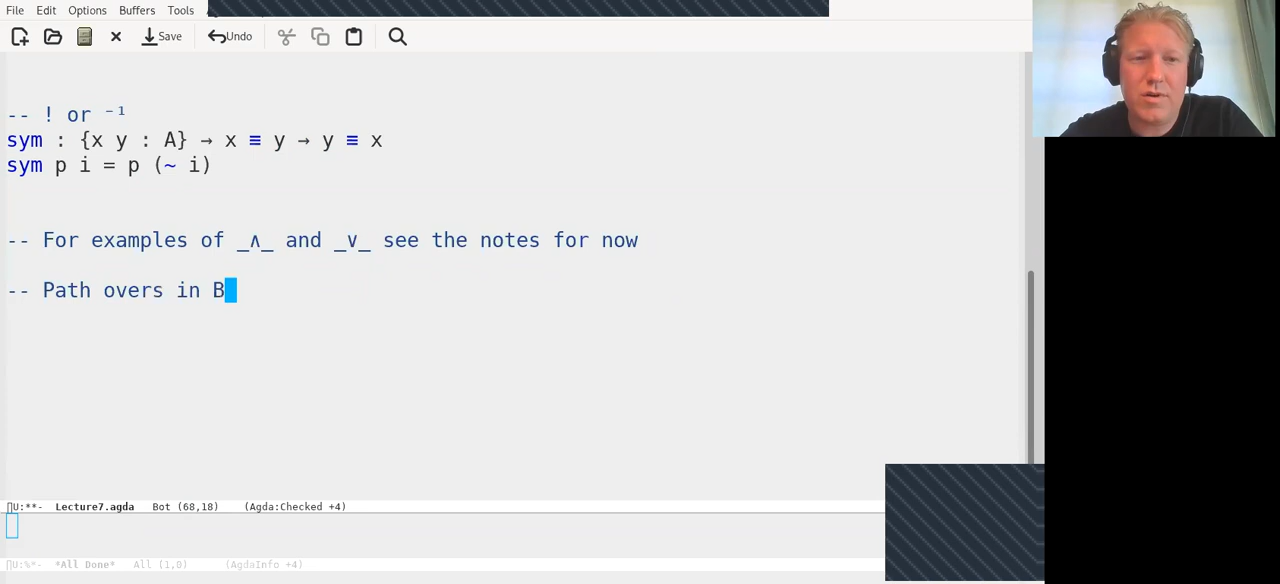 File Edit Options Buffers Tools
Save Undo
-- ! or ⁻¹
sym : {x y : A} → x ≡ y → y ≡ x
sym p i = p (~ i)
-- For examples of _∧_ and _∨_ see the notes for now
-- Path overs in B
U:**- Lecture7.agda Bot (68,18) (Agda:Checked +4)
U:%*- *All Done* All (1,0) (AgdaInfo +4)